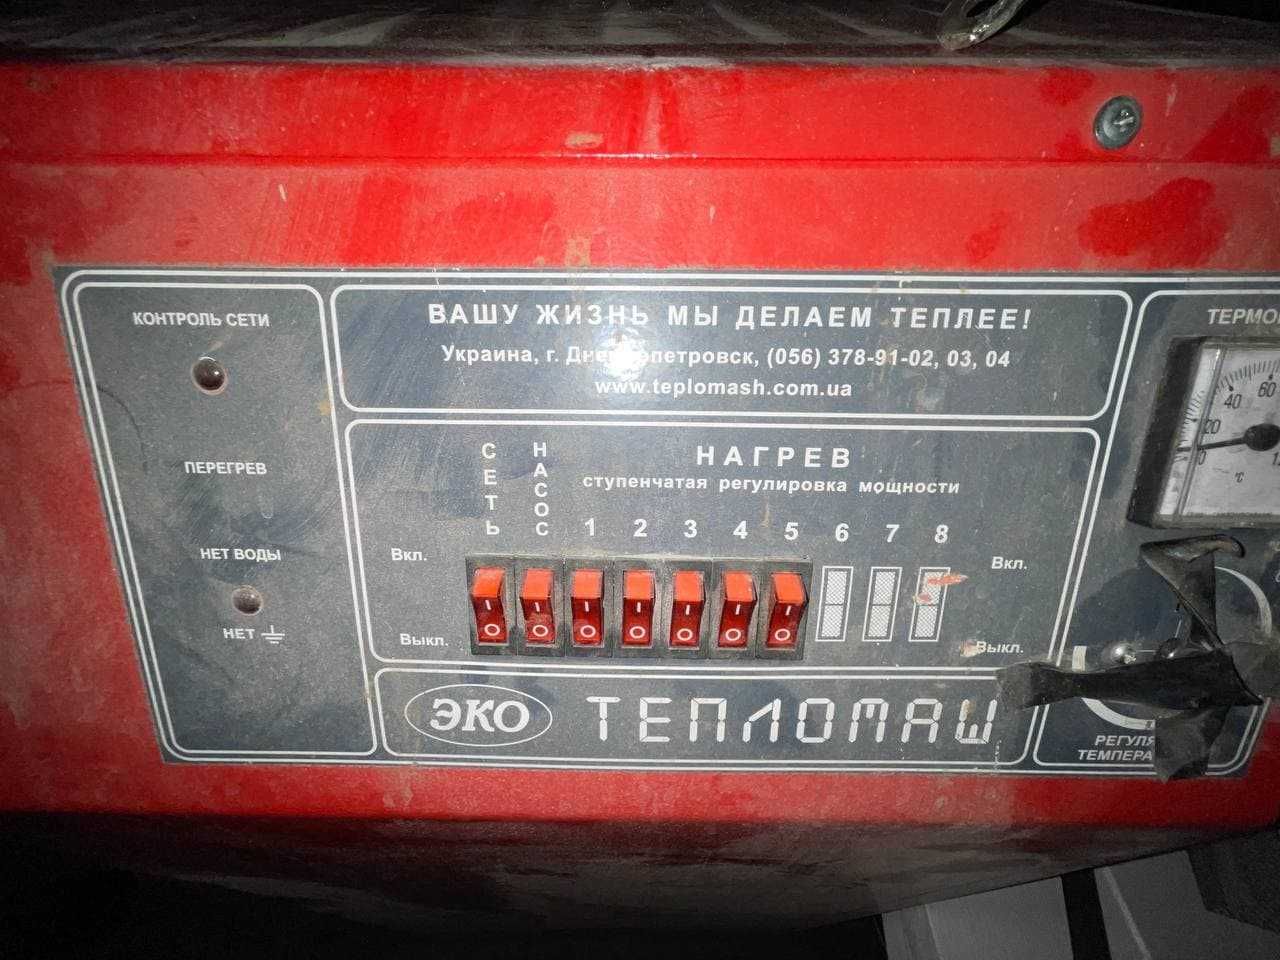 КОНТРОЛЬ СЕТИ
ПЕРЕГРЕВ
НЕТ ВОДЫ
НЕТ
ВАШУ ЖИЗНЬ МЫ ДЕЛАЕМ ТЕПЛЕЕ!
Украина, г. (056) 378-91-02, 03, 04
www.teplomash.com.ua
СЕТЬ
НАСОС
НАГРЕВ
ступенчатая регулировка мощности
1 2 3 4 5 6 7 8
Вкл. Вкл.
Выкл. Выкл.
I I I I I I I
O O O O O O O
ЭКО ТЕПЛОМАШ
20 40 60
0
°C